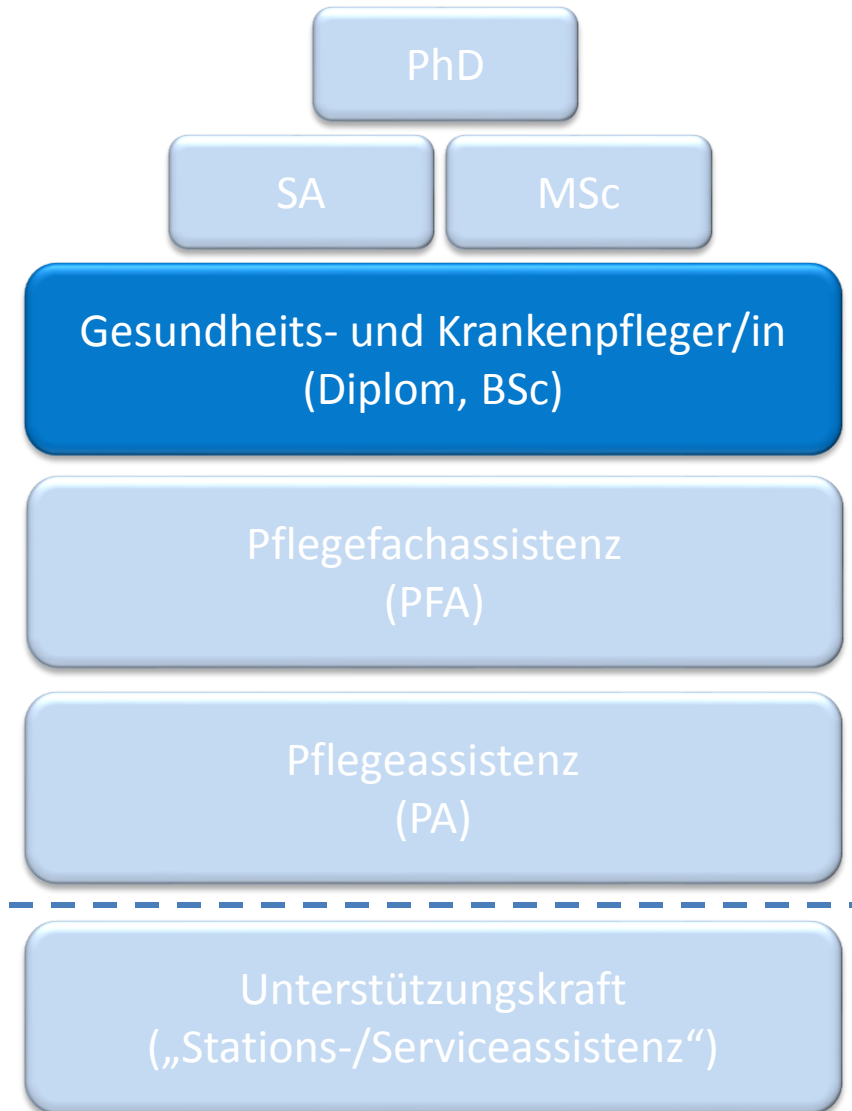 PhD
SA
MSc
Gesundheits- und Krankenpfleger/in
(Diplom, BSc)
Pflegefachassistenz
(PFA)
Pflegeassistenz
(PA)
Unterstützungskraft
(„Stations-/Serviceassistenz“)